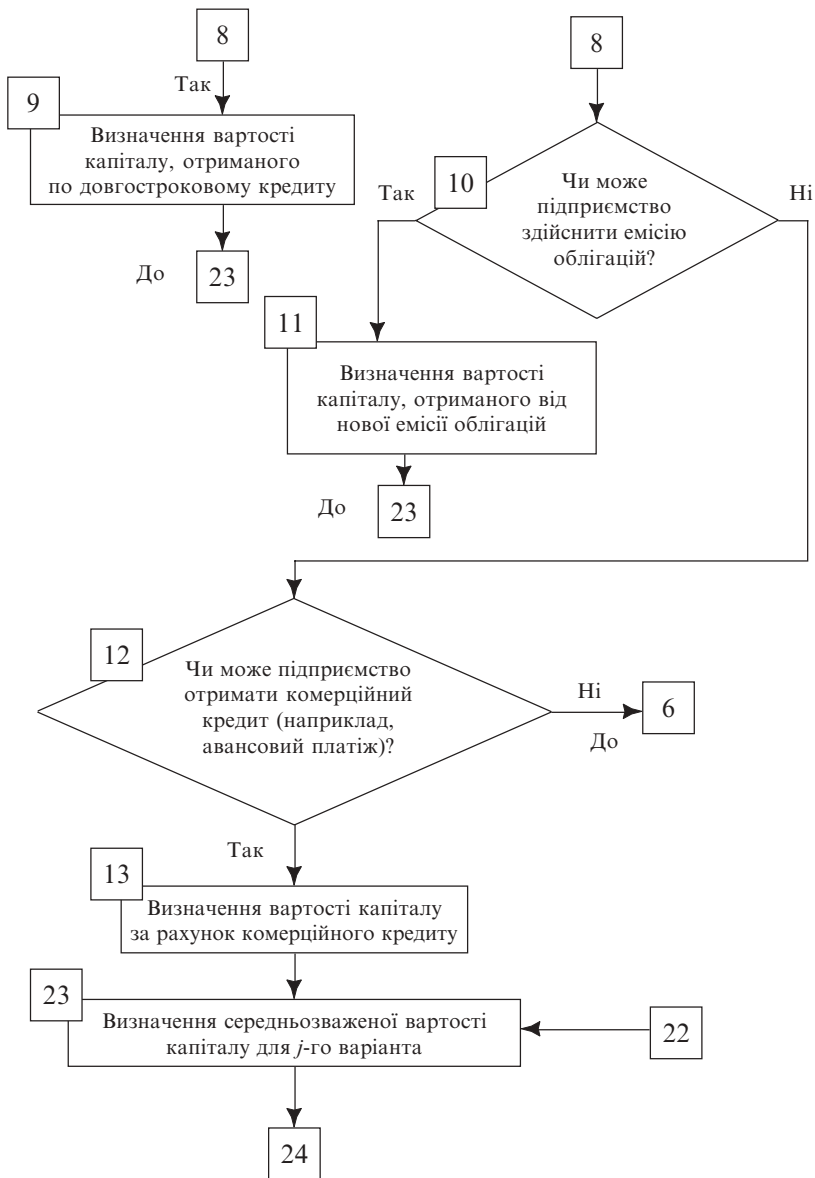 8
Так
9
Визначення вартості
капіталу, отриманого
по довгостроковому кредиту
До
23
8
10
Так
Чи може
підприємство
здійснити емісію
облігацій?
Ні
11
Визначення вартості
капіталу, отриманого від
нової емісії облігацій
До
23
12
Чи може підприємство
отримати комерційний
кредит (наприклад,
авансовий платіж)?
Ні
До
6
Так
13
Визначення вартості капіталу
за рахунок комерційного кредиту
23
Визначення середньозваженої вартості
капіталу для j-го варіанта
22
24